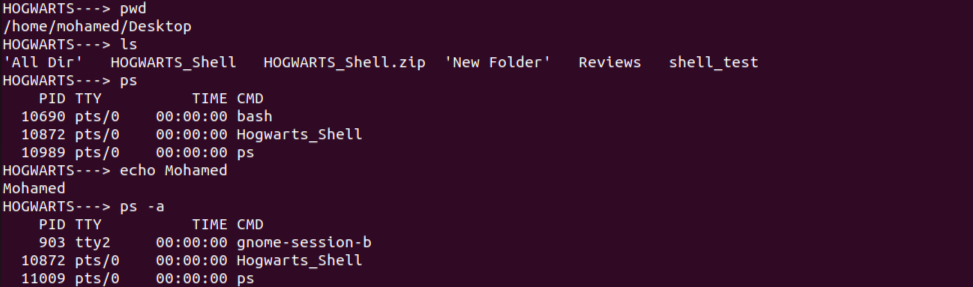 HOGWARTS---> pwd
/home/mohamed/Desktop
HOGWARTS---> ls
'All Dir'   HOGWARTS_Shell   HOGWARTS_Shell.zip  'New Folder'   Reviews   shell_test
HOGWARTS---> ps
    PID TTY          TIME CMD
  10690 pts/0    00:00:00 bash
  10872 pts/0    00:00:00 Hogwarts_Shell
  10989 pts/0    00:00:00 ps
HOGWARTS---> echo Mohamed
Mohamed
HOGWARTS---> ps -a
    PID TTY          TIME CMD
    903 tty2     00:00:00 gnome-session-b
  10872 pts/0    00:00:00 Hogwarts_Shell
  11009 pts/0    00:00:00 ps